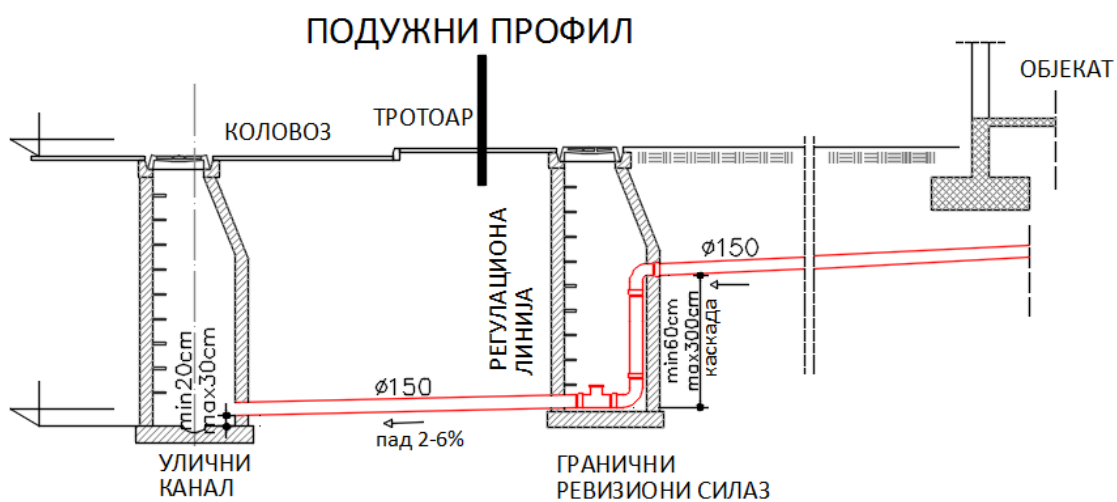 ПОДУЖНИ ПРОФИЛ
ОБЈЕКАТ
КОЛОВОЗ
ТРОТОАР
РЕГУЛАЦИОНА
ЛИНИЈА
ø150
min60cm
max300cm
каскада
min20cm
max30cm
ø150
пад 2-6%
УЛИЧНИ
КАНАЛ
ГРАНИЧНИ
РЕВИЗИОНИ СИЛАЗ